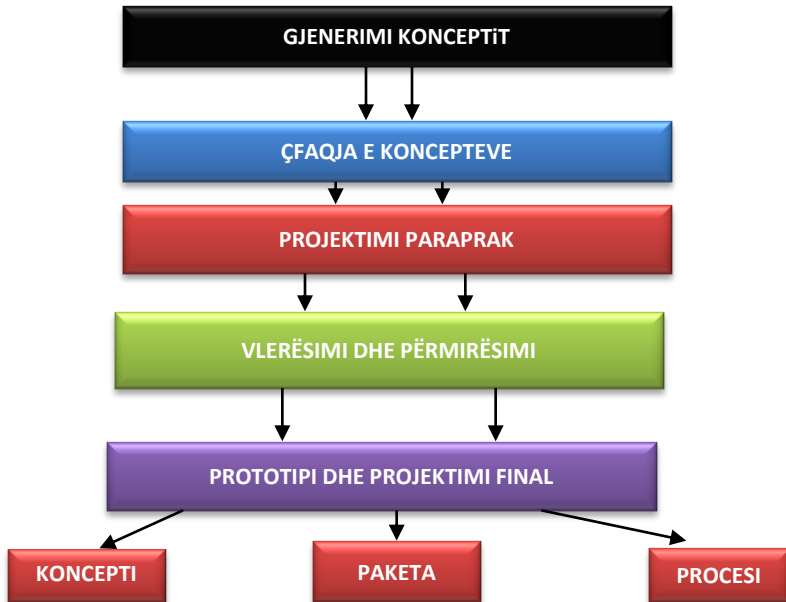 GJENERIMI KONCEPTiT
ÇFAQJA E KONCEPTEVE
PROJEKTIMI PARAPRAK
VLERËSIMI DHE PËRMIRËSIMI
PROTOTIPI DHE PROJEKTIMI FINAL
KONCEPTI
PAKETA
PROCESI